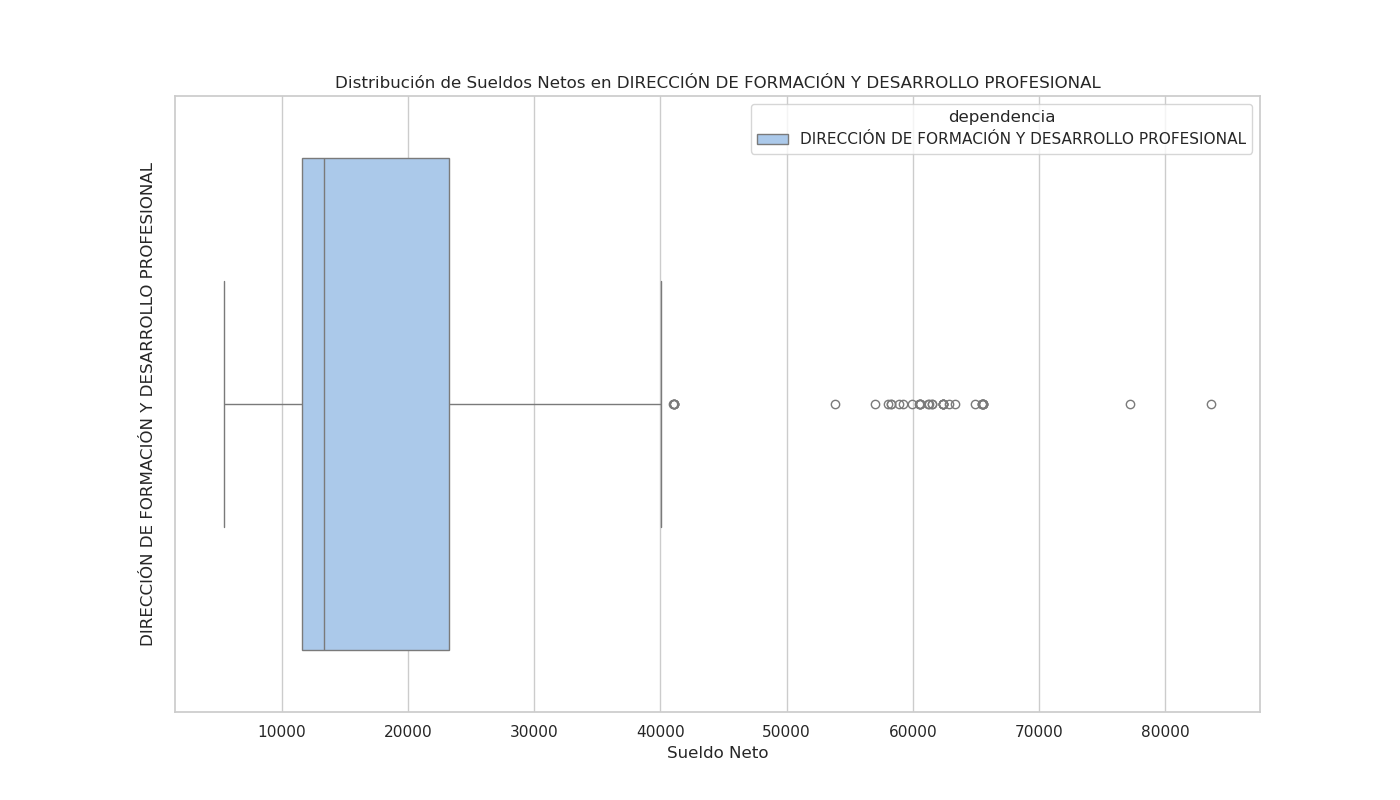 Distribución de Sueldos Netos en DIRECCIÓN DE FORMACIÓN Y DESARROLLO PROFESIONAL
dependencia
DIRECCIÓN DE FORMACIÓN Y DESARROLLO PROFESIONAL
DIRECCIÓN DE FORMACIÓN Y DESARROLLO PROFESIONAL
10000 20000 30000 40000 50000 60000 70000 80000
Sueldo Neto